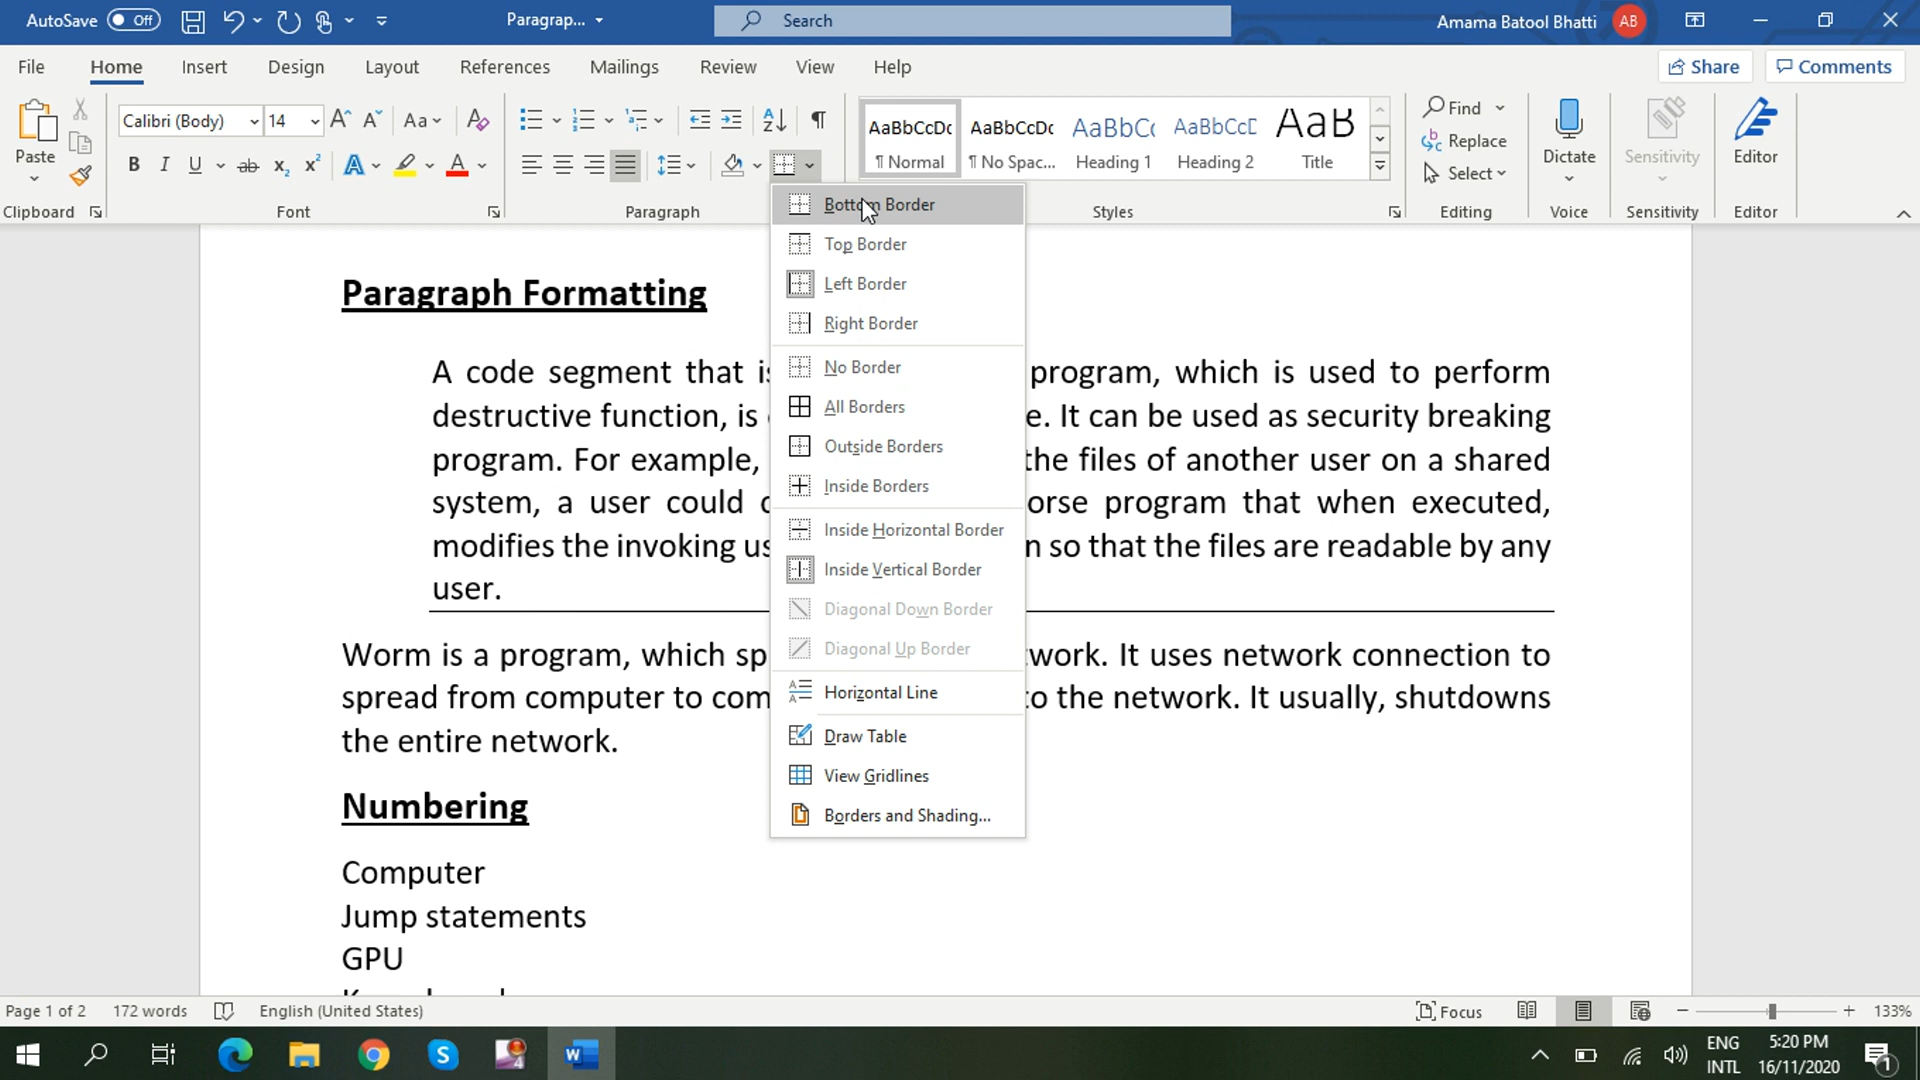 AutoSave Off Paragrap... Search Amama Batool Bhatti AB
File Home Insert Design Layout References Mailings Review View Help Share Comments
Paste Calibri (Body) 14 Aa
AaBbCcDc AaBbCcDc AaBbC AaBbCcD AaB
¶ Normal ¶ No Spac... Heading 1 Heading 2 Title
Find
Replace
Select
Dictate Sensitivity Editor
Clipboard Font Paragraph Styles Editing Voice Sensitivity Editor
Bottom Border
Top Border
Left Border
Right Border
No Border
All Borders
Outside Borders
Inside Borders
Inside Horizontal Border
Inside Vertical Border
Diagonal Down Border
Diagonal Up Border
Horizontal Line
Draw Table
View Gridlines
Borders and Shading...
Paragraph Formatting
A code segment that is program, which is used to perform
destructive function, is e. It can be used as security breaking
program. For example, the files of another user on a shared
system, a user could orse program that when executed,
modifies the invoking us n so that the files are readable by any
user.
Worm is a program, which sp twork. It uses network connection to
spread from computer to com to the network. It usually, shutdowns
the entire network.
Numbering
Computer
Jump statements
GPU
Page 1 of 2 172 words English (United States) Focus 133%
ENG 5:20 PM
INTL 16/11/2020 1